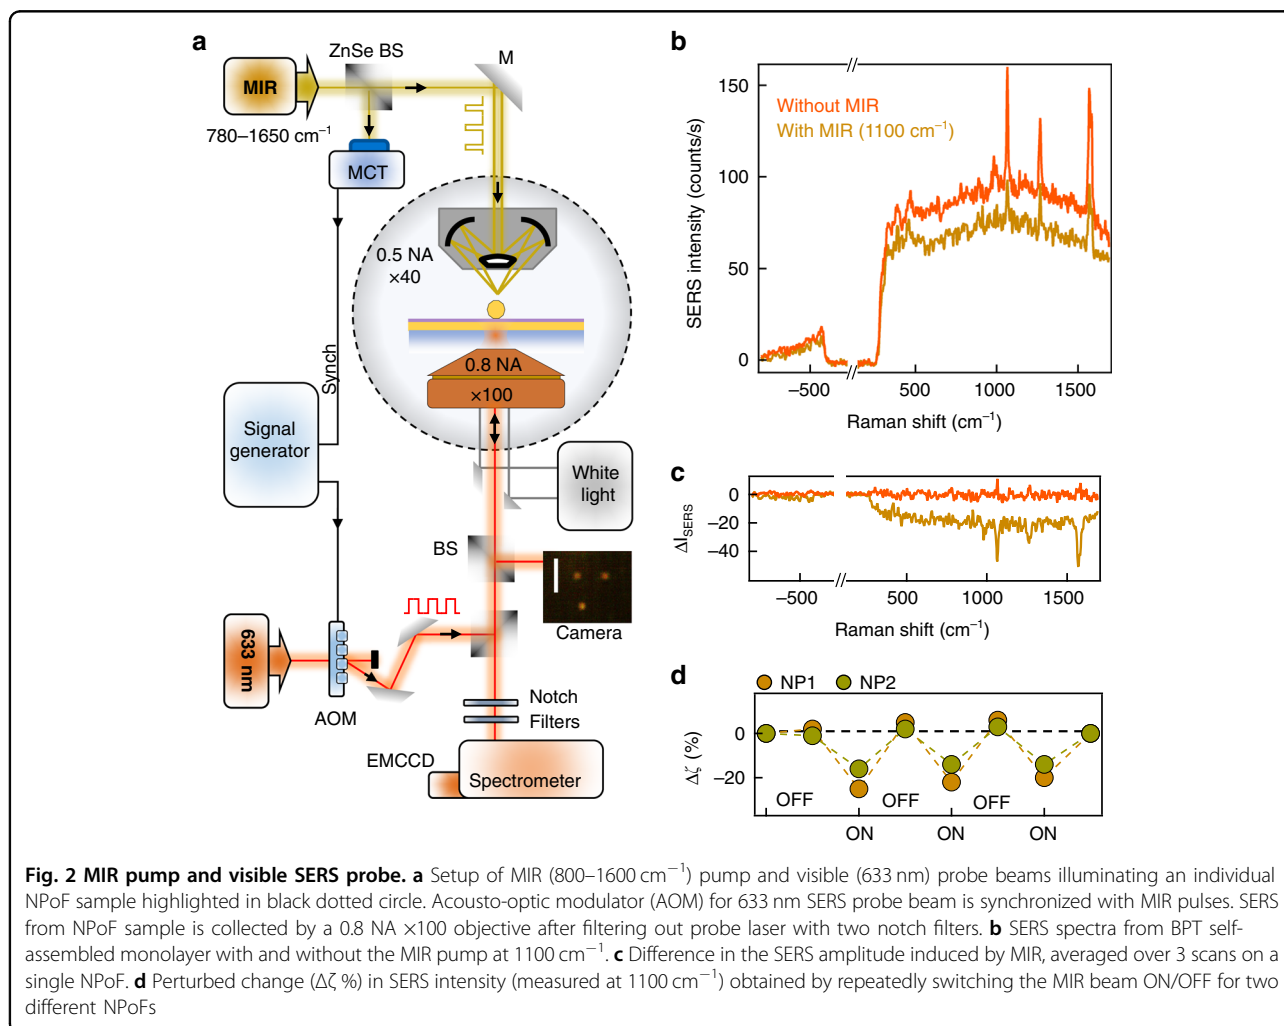 a
ZnSe BS
M
MIR
780–1650 cm⁻¹
MCT
0.5 NA
×40
0.8 NA
×100
Synch
Signal
generator
White
light
BS
Camera
633 nm
AOM
Notch
Filters
EMCCD
Spectrometer
b
SERS intensity (counts/s)
150
100
50
0
Without MIR
With MIR (1100 cm⁻¹)
−500
500
1000
1500
Raman shift (cm⁻¹)
c
ΔI_SERS
0
−20
−40
−500
500
1000
1500
Raman shift (cm⁻¹)
d
NP1
NP2
Δζ (%)
0
−20
OFF
OFF
OFF
ON
ON
ON
Fig. 2 MIR pump and visible SERS probe. a Setup of MIR (800–1600 cm⁻¹) pump and visible (633 nm) probe beams illuminating an individual
NPoF sample highlighted in black dotted circle. Acousto-optic modulator (AOM) for 633 nm SERS probe beam is synchronized with MIR pulses. SERS
from NPoF sample is collected by a 0.8 NA ×100 objective after filtering out probe laser with two notch filters. b SERS spectra from BPT self-
assembled monolayer with and without the MIR pump at 1100 cm⁻¹. c Difference in the SERS amplitude induced by MIR, averaged over 3 scans on a
single NPoF. d Perturbed change (Δζ %) in SERS intensity (measured at 1100 cm⁻¹) obtained by repeatedly switching the MIR beam ON/OFF for two
different NPoFs